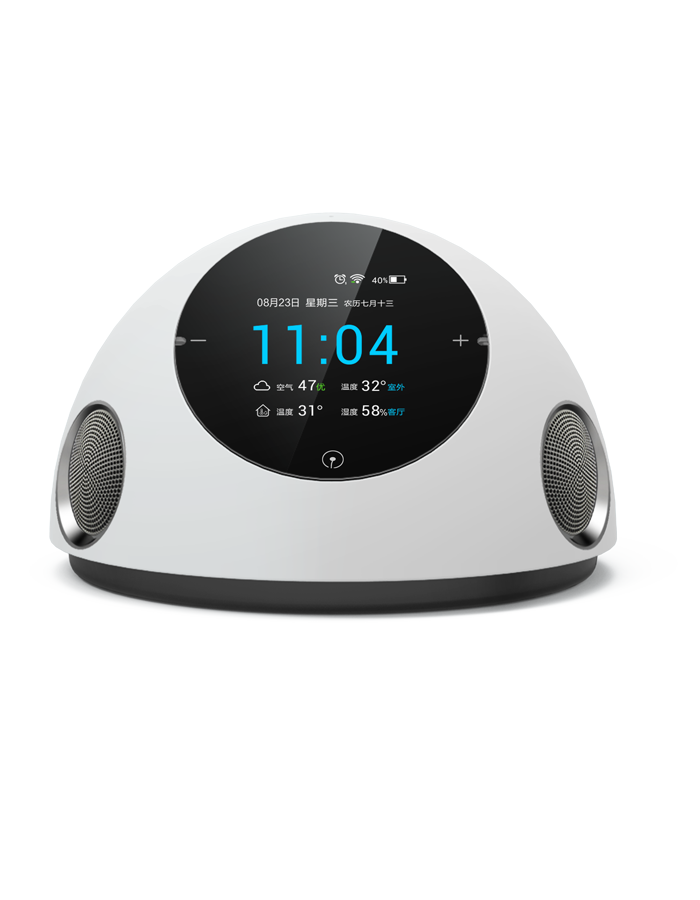 40%
08月23日 星期三 农历七月十三
11:04
空气 47优 温度 32°室外
温度 31° 湿度 58%客厅